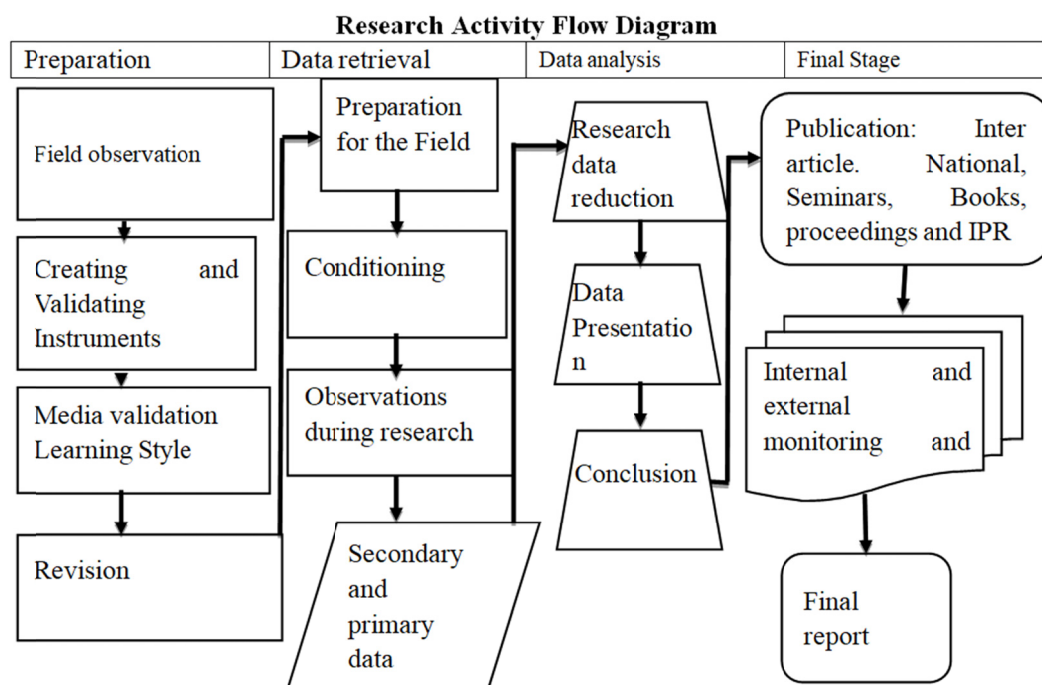 Research Activity Flow Diagram
Preparation
Data retrieval
Data analysis
Final Stage
Field observation
Creating and
Validating
Instruments
Media validation
Learning Style
Revision
Preparation
for the Field
Conditioning
Observations
during research
Secondary
and
primary
data
Research
data
reduction
Data
Presentatio
n
Conclusion
Publication: Inter
article. National,
Seminars, Books,
proceedings and IPR
Internal and
external
monitoring and
Final
report